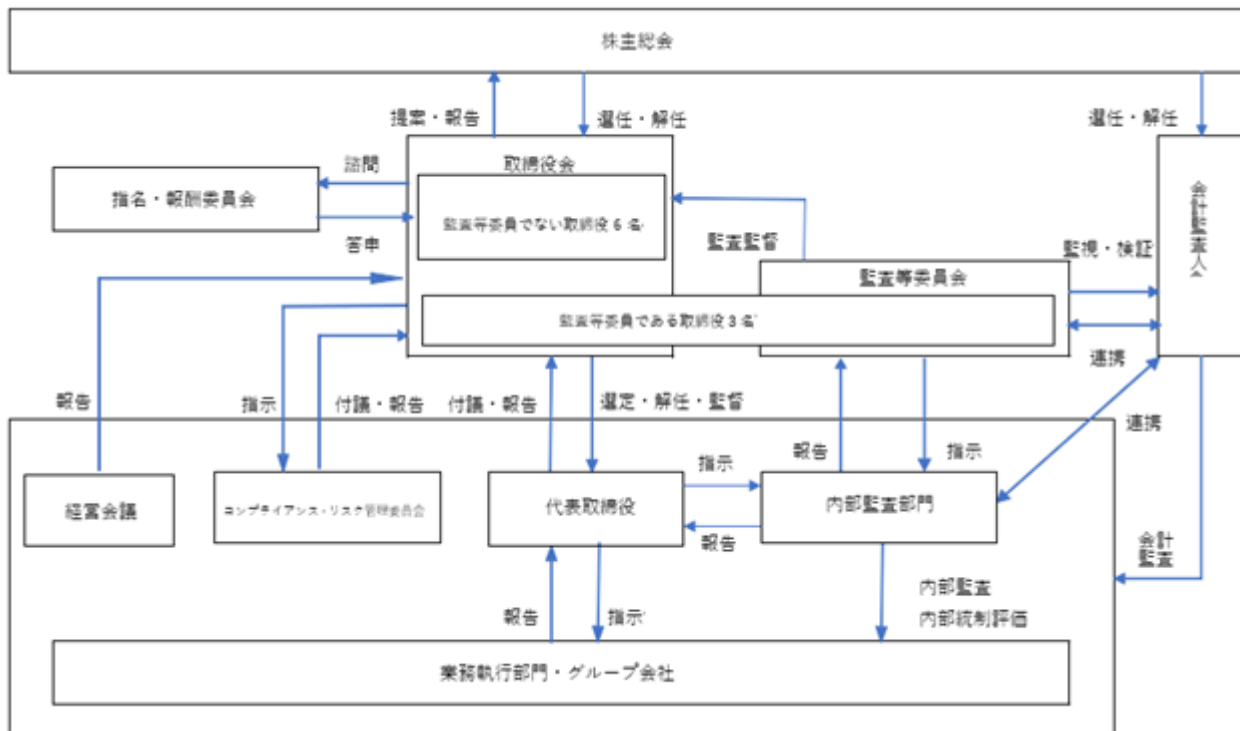 株主総会
提案・報告
選任・解任
選任・解任
取締役会
諮問
指名・報酬委員会
監査等委員でない取締役6名
答申
監査監督
監視・検証
会計監査人
監査等委員会
監査等委員である取締役3名
連携
報告
指示
付議・報告
付議・報告
選定・解任・監督
報告
指示
連携
経営会議
コンプライアンス・リスク管理委員会
代表取締役
指示
報告
内部監査部門
会計
監査
報告
指示
内部監査
内部統制評価
業務執行部門・グループ会社